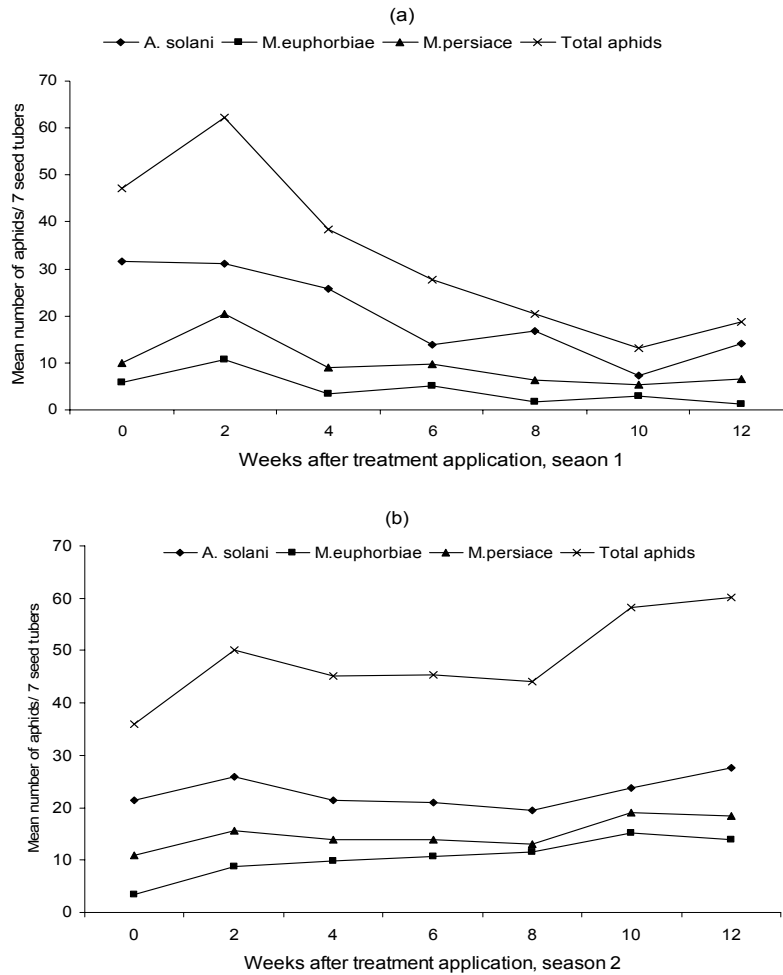 (a)
A. solani M.euphorbiae M.persiace Total aphids
70
60
50
40
30
20
10
0
Mean number of aphids/ 7 seed tubers
0 2 4 6 8 10 12
Weeks after treatment application, seaon 1
(b)
70
A. solani M.euphorbiae M.persiace Total aphids
60
50
40
30
20
10
0
Mean number of aphids/ 7 seed tubers
0 2 4 6 8 10 12
Weeks after treatment application, season 2